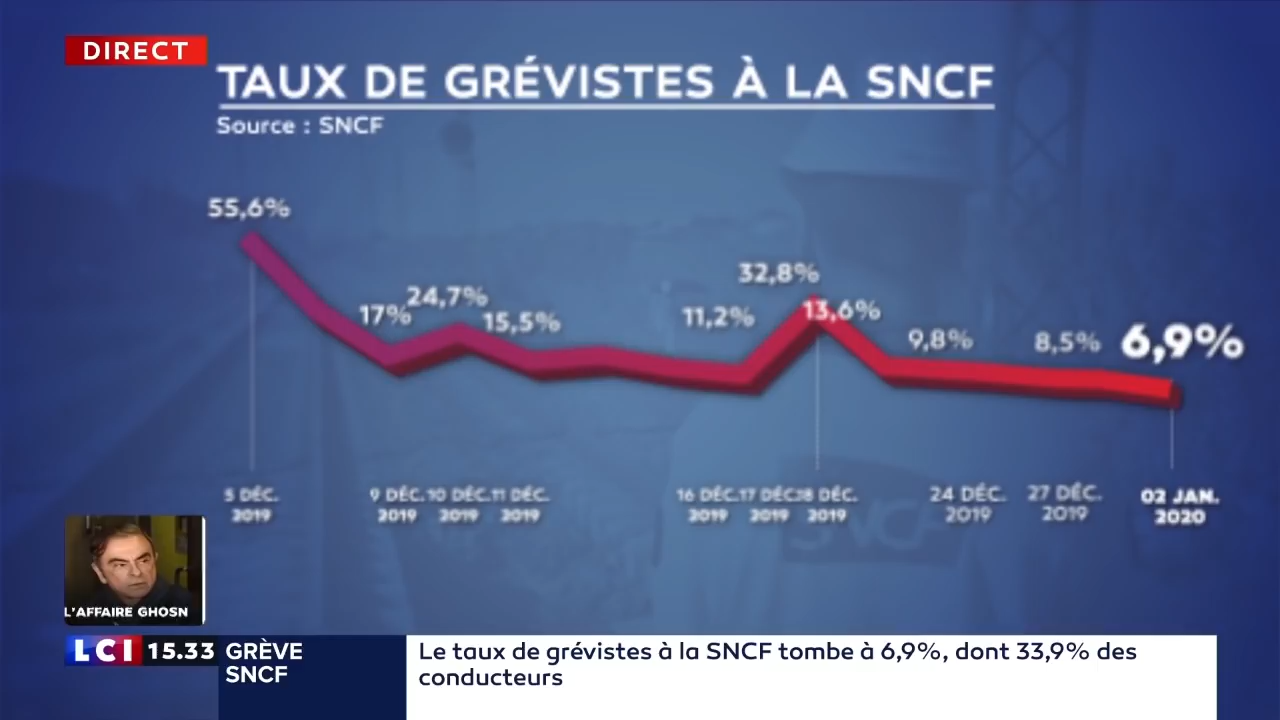 DIRECT
TAUX DE GRÉVISTES À LA SNCF
Source : SNCF
55,6%
17%
24,7%
15,5%
11,2%
32,8%
13,6%
9,8%
8,5%
6,9%
5 DÉC.
2019
9 DÉC.
2019
10 DÉC.
2019
11 DÉC.
2019
16 DÉC.
2019
17 DÉC.
2019
18 DÉC.
2019
24 DÉC.
2019
27 DÉC.
2019
02 JAN.
2020
SNCF
L'AFFAIRE GHOSN
LCI 15.33
GRÈVE
SNCF
Le taux de grévistes à la SNCF tombe à 6,9%, dont 33,9% des
conducteurs